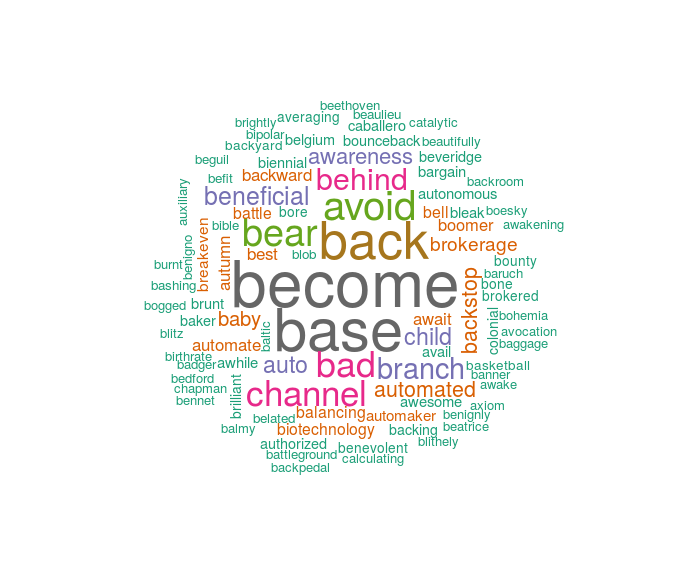 beethoven
brightly averaging beaulieu
caballero catalytic
bipolar belgium bounceback beautifully
backyard
beguil biennial awareness beveridge
befit backward behind bargain backroom
auxiliary beneficial avoid autonomous
battle bore bell bleak boesky
bible bear back boomer awakening
benigno breakeven autumn best blob brokerage
burnt become backstop bounty
baruch
bashing bone
bogged brunt brokered
baker baby base await colonial bohemia
blitz baltic child avocation
automate baggage
birthrate avail
badger awhile auto bad branch basketball
bedford banner
chapman brilliant channel automated awake
bennet awesome axiom
belated balancing automaker benignly
balmy biotechnology backing beatrice
authorized benevolent blithely
battleground calculating
backpedal